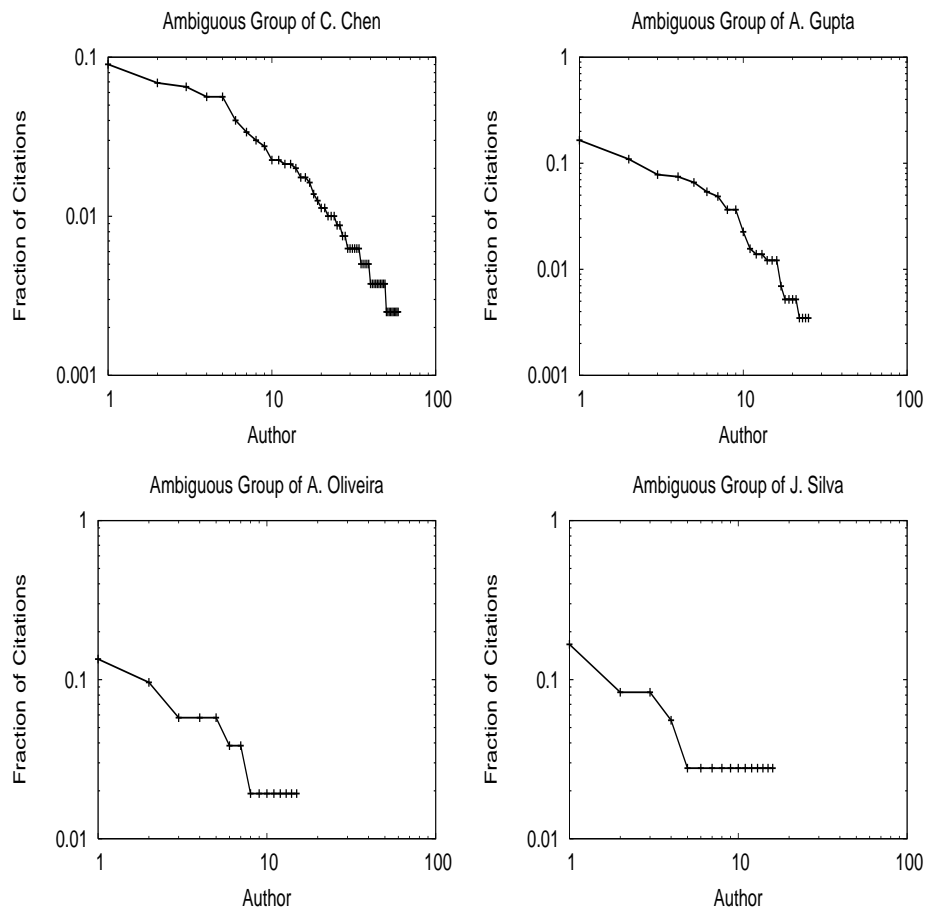 Ambiguous Group of C. Chen
0.1
0.01
0.001
Fraction of Citations
1 10 100
Author
Ambiguous Group of A. Gupta
1
0.1
0.01
0.001
Fraction of Citations
1 10 100
Author
Ambiguous Group of A. Oliveira
1
0.1
0.01
Fraction of Citations
1 10 100
Author
Ambiguous Group of J. Silva
1
0.1
0.01
Fraction of Citations
1 10 100
Author